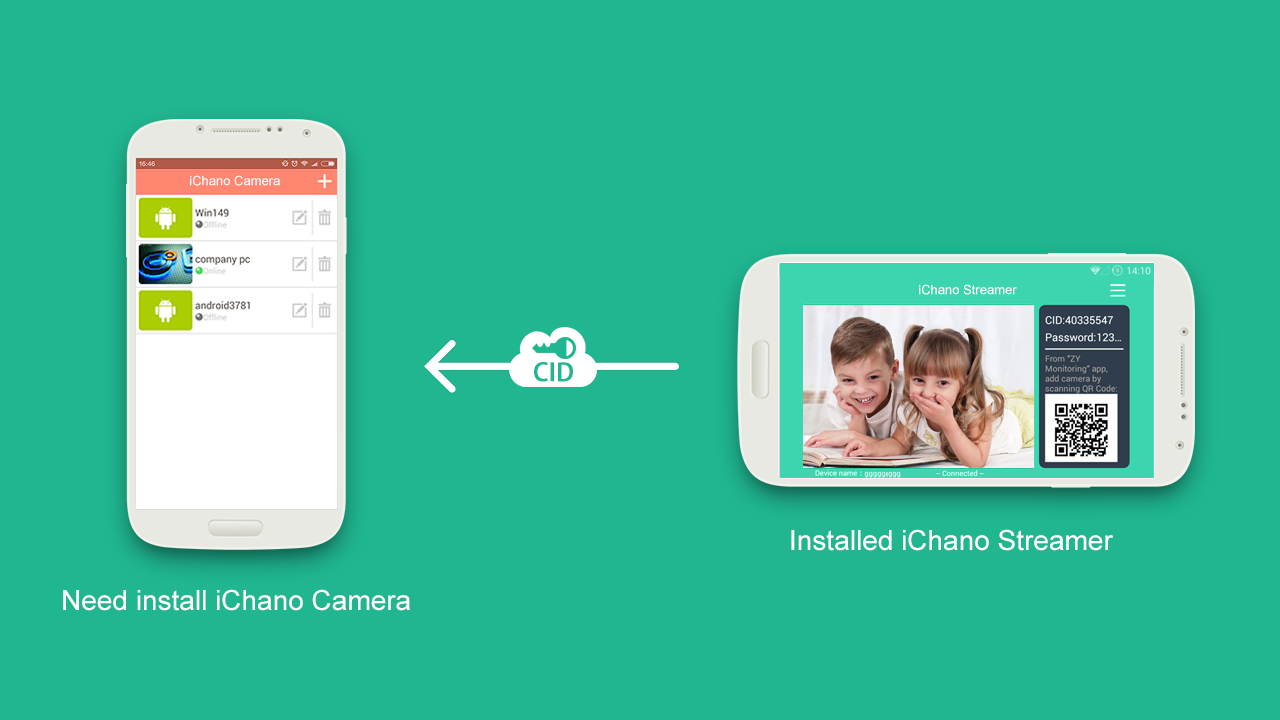 16:46
iChano Camera
Win149
Offline
company pc
Online
android3781
Offline
Need install iChano Camera
CID
14:10
iChano Streamer
CID:40335547
Password:123...
From "ZY
Monitoring" app,
add camera by
scanning QR Code:
Device name : gggggggg
-- Connected --
Installed iChano Streamer